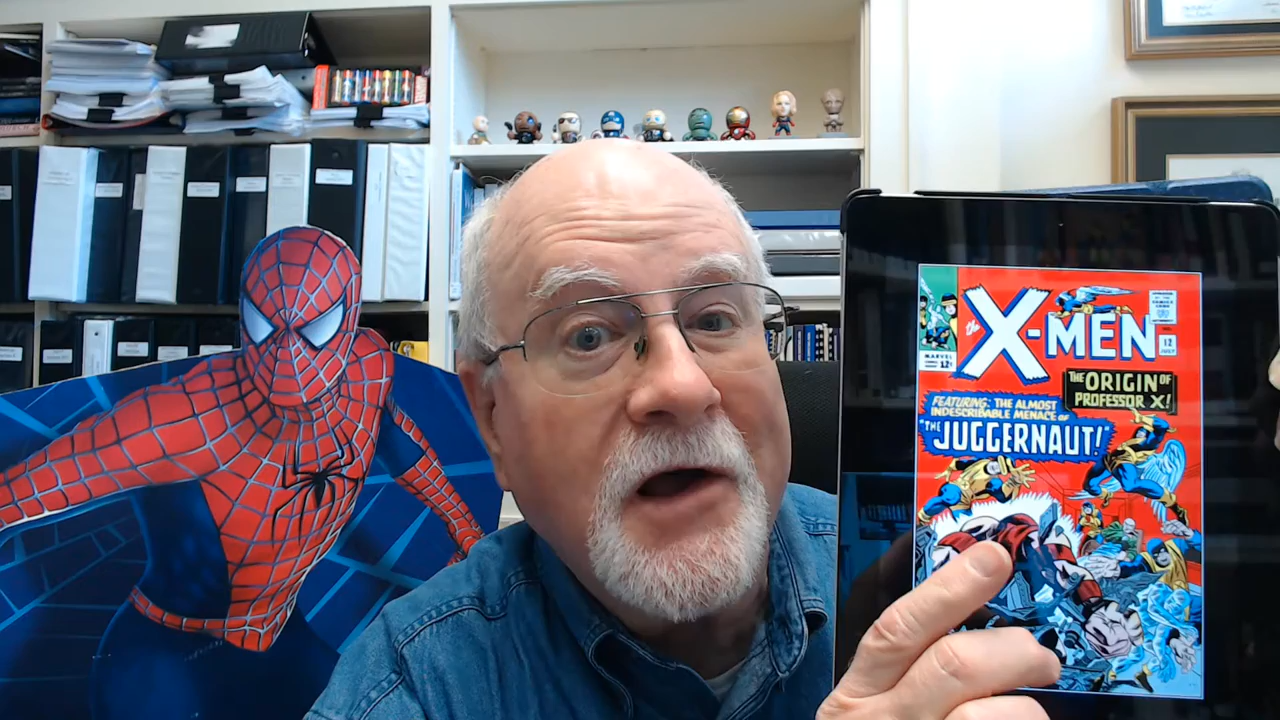 the X-MEN
MARVEL
12¢
12
JULY
THE ORIGIN OF
PROFESSOR X!
FEATURING: THE ALMOST
INDESCRIBABLE MENACE OF
"THE
JUGGERNAUT!"